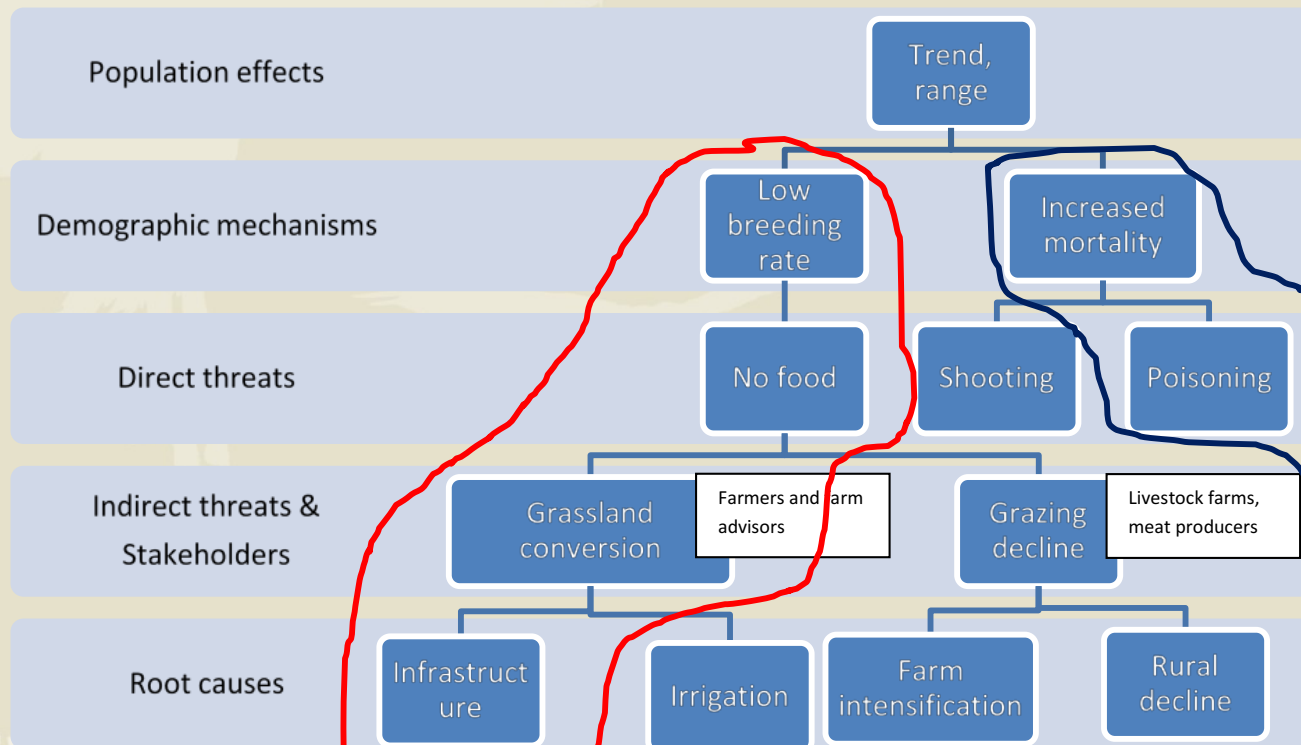 Population effects
Trend,
range
Demographic mechanisms
Low
breeding
rate
Increased
mortality
Direct threats
No food
Shooting
Poisoning
Indirect threats &
Stakeholders
Grassland
conversion
Farmers and farm
advisors
Grazing
decline
Livestock farms,
meat producers
Root causes
Infrastruct
ure
Irrigation
Farm
intensification
Rural
decline